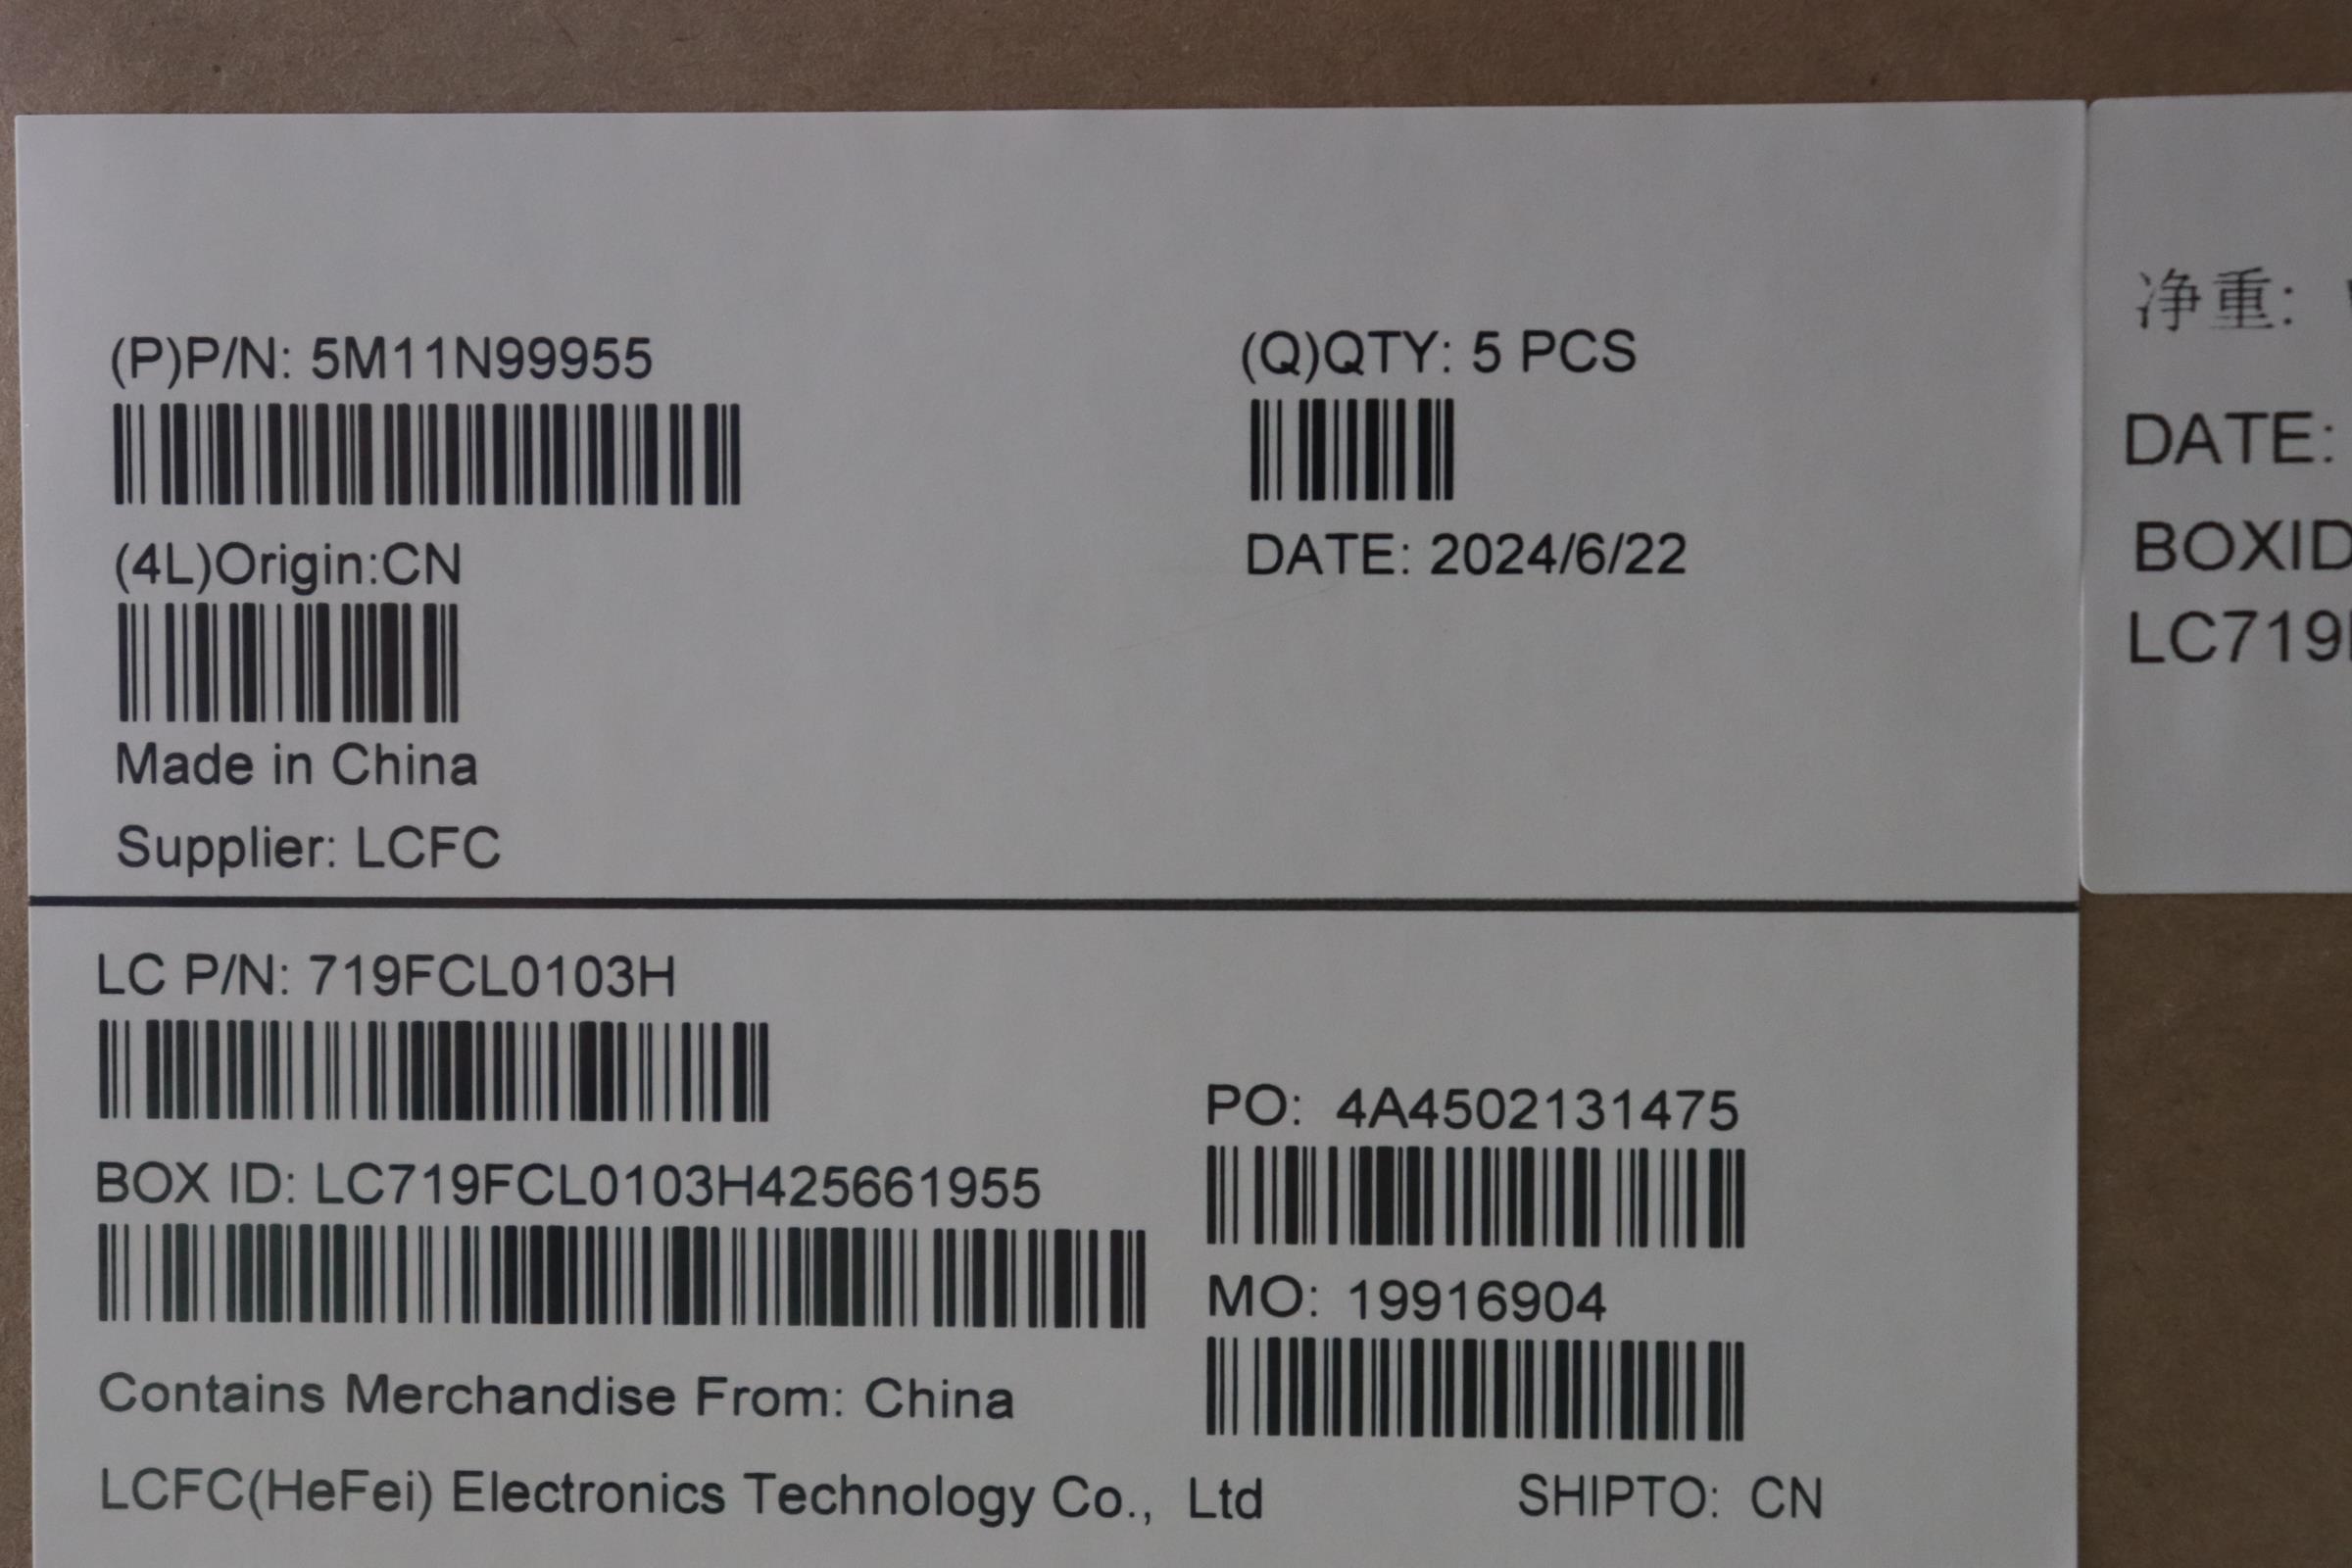 (P)P/N: 5M11N99955
(Q)QTY: 5 PCS
(4L)Origin:CN
DATE: 2024/6/22
Made in China
Supplier: LCFC
LC P/N: 719FCL0103H
PO: 4A4502131475
BOX ID: LC719FCL0103H425661955
MO: 19916904
Contains Merchandise From: China
LCFC(HeFei) Electronics Technology Co., Ltd
SHIPTO: CN
净重:
DATE:
BOXID
LC719